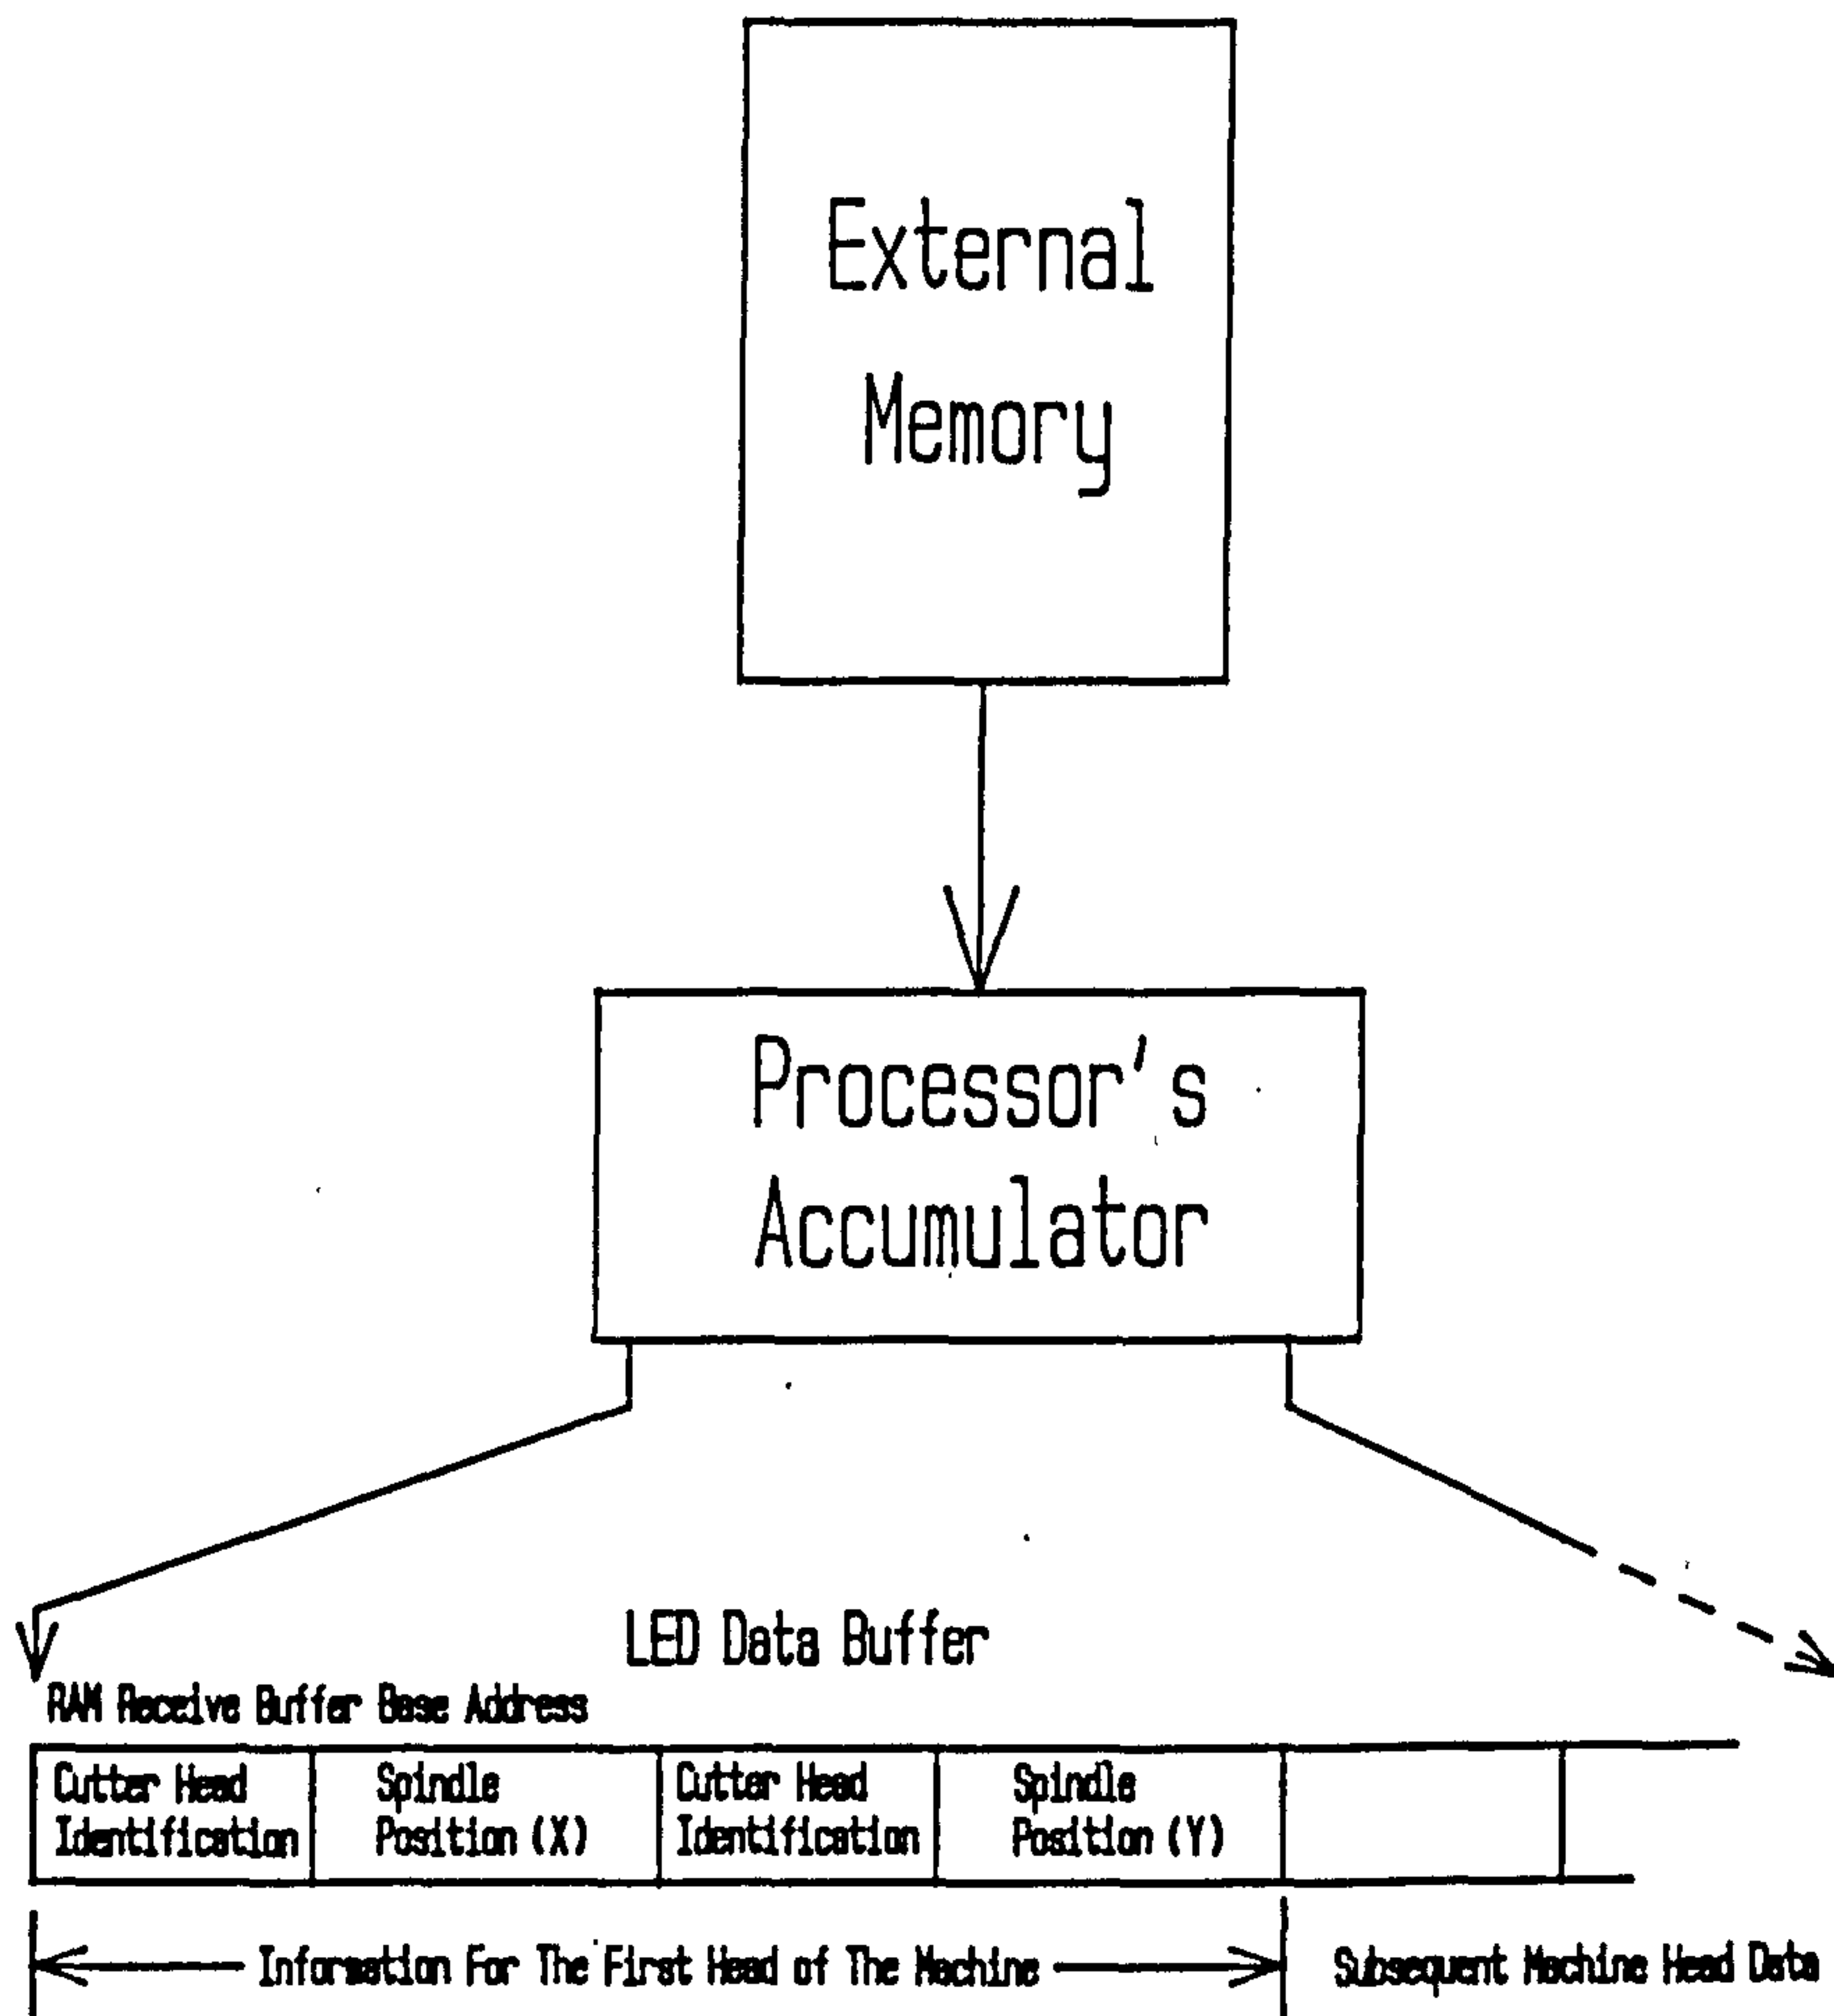 External
Memory
Processor's
Accumulator
LED Data Buffer
RAM Receive Buffer Base Address
Cutter Head
Identification
Spindle
Position (X)
Cutter Head
Identification
Spindle
Position (Y)
Information For The First Head of The Machine
Subsequent Machine Head Data